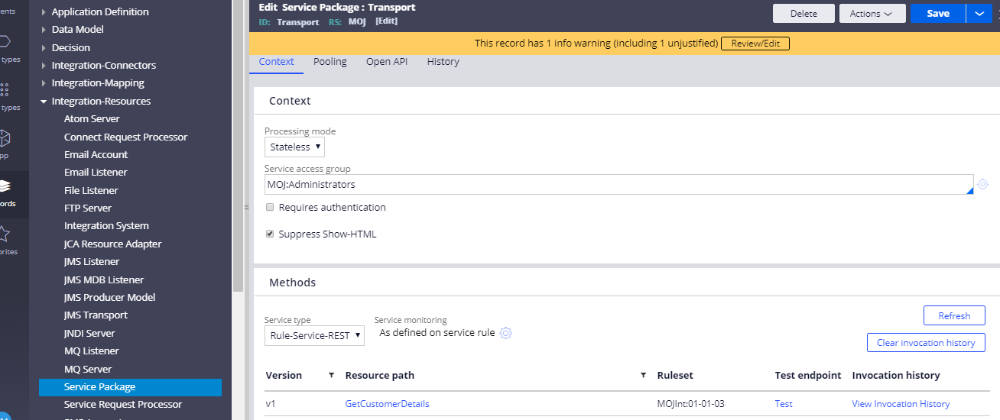 ents
types
types
pp
ords
orites
Application Definition
Data Model
Decision
Integration-Connectors
Integration-Mapping
Integration-Resources
Atom Server
Connect Request Processor
Email Account
Email Listener
File Listener
FTP Server
Integration System
JCA Resource Adapter
JMS Listener
JMS MDB Listener
JMS Producer Model
JMS Transport
JNDI Server
MQ Listener
MQ Server
Service Package
Service Request Processor
Edit Service Package : Transport
ID: Transport RS: MOJ [Edit]
Delete
Actions
Save
This record has 1 info warning (including 1 unjustified) Review/Edit
Context Pooling Open API History
Context
Processing mode
Stateless
Service access group
MOJ:Administrators
Requires authentication
Suppress Show-HTML
Methods
Service type
Rule-Service-REST
Service monitoring
As defined on service rule
Refresh
Clear invocation history
Version Resource path Ruleset Test endpoint Invocation history
v1 GetCustomerDetails MOJInt:01-01-03 Test View Invocation History